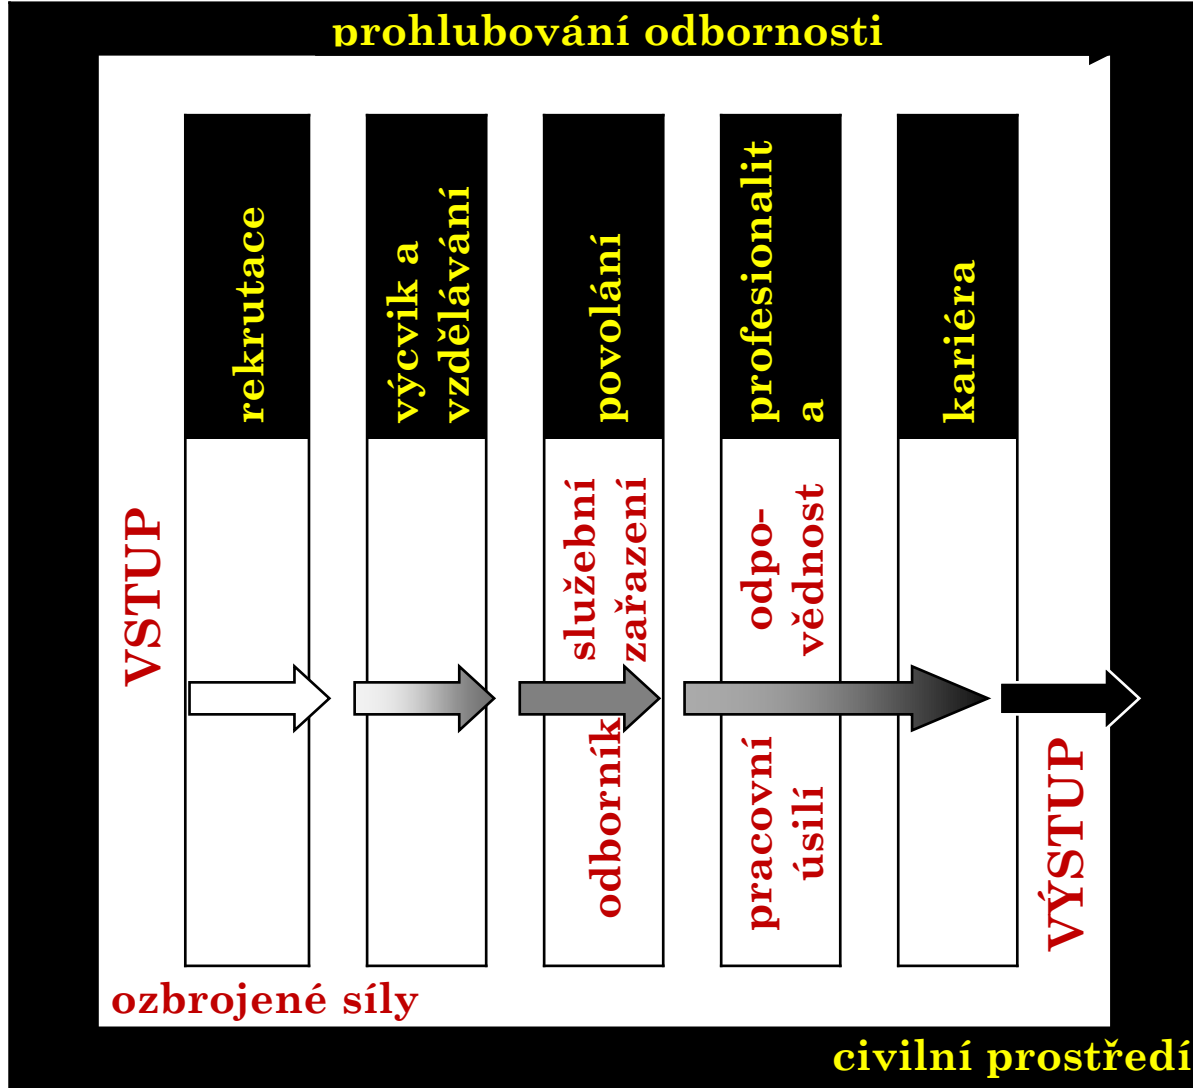 prohlubování odbornosti
rekrutace
výcvik a
vzdělávání
povolání
profesionalit
a
kariéra
VSTUP
služební
zařazení
odpo-
vědnost
odborník
pracovní
úsilí
VÝSTUP
ozbrojené síly
civilní prostředí